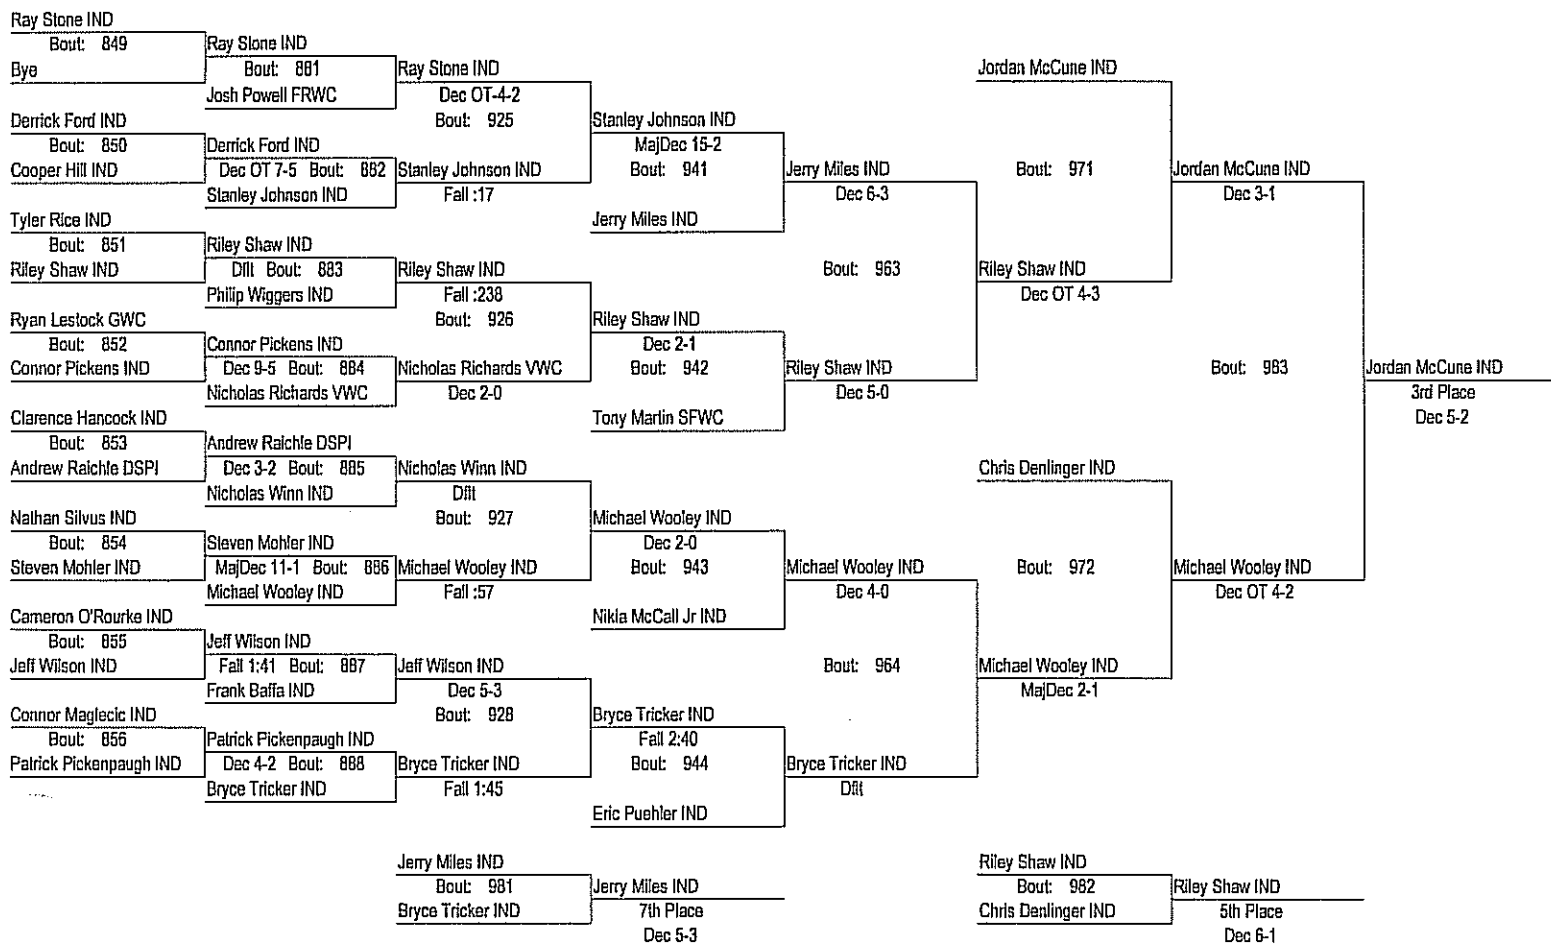 Ray Stone IND
Bout: 849
Bye
Ray Slone IND
Bout: 881
Josh Powell FRWC
Ray Stone IND
Dec OT-4-2
Bout: 925
Derrick Ford IND
Bout: 850
Cooper Hill IND
Derrick Ford IND
Dec OT 7-5 Bout: 882
Stanley Johnson IND
Stanley Johnson IND
Fall :17
Stanley Johnson IND
MajDec 15-2
Bout: 941
Jerry Miles IND
Jerry Miles IND
Dec 6-3
Tyler Rice IND
Bout: 851
Riley Shaw IND
Riley Shaw IND
Dflt Bout: 883
Philip Wiggers IND
Riley Shaw IND
Fall :238
Bout: 926
Ryan Lestock GWC
Bout: 852
Connor Pickens IND
Connor Pickens IND
Dec 9-5 Bout: 884
Nicholas Richards VWC
Nicholas Richards VWC
Dec 2-0
Riley Shaw IND
Dec 2-1
Bout: 942
Tony Martin SFWC
Riley Shaw IND
Dec 5-0
Bout: 963
Riley Shaw IND
Dec OT 4-3
Jordan McCune IND
Bout: 971
Jordan McCune IND
Dec 3-1
Clarence Hancock IND
Bout: 853
Andrew Raichle DSPI
Andrew Raichle DSPI
Dec 3-2 Bout: 885
Nicholas Winn IND
Nicholas Winn IND
Dflt
Bout: 927
Nathan Silvus IND
Bout: 854
Steven Mohler IND
Steven Mohler IND
MajDec 11-1 Bout: 886
Michael Wooley IND
Michael Wooley IND
Fall :57
Michael Wooley IND
Dec 2-0
Bout: 943
Nikia McCall Jr IND
Michael Wooley IND
Dec 4-0
Cameron O'Rourke IND
Bout: 855
Jeff Wilson IND
Jeff Wilson IND
Fall 1:41 Bout: 887
Frank Baffa IND
Jeff Wilson IND
Dec 5-3
Bout: 928
Connor Maglecic IND
Bout: 856
Patrick Pickenpaugh IND
Patrick Pickenpaugh IND
Dec 4-2 Bout: 888
Bryce Tricker IND
Bryce Tricker IND
Fall 1:45
Bryce Tricker IND
Fall 2:40
Bout: 944
Eric Puehler IND
Bryce Tricker IND
Dflt
Bout: 964
Michael Wooley IND
MajDec 2-1
Chris Denlinger IND
Bout: 972
Michael Wooley IND
Dec OT 4-2
Bout: 983
Jordan McCune IND
3rd Place
Dec 5-2
Jerry Miles IND
Bout: 981
Bryce Tricker IND
Jerry Miles IND
7th Place
Dec 5-3
Riley Shaw IND
Bout: 982
Chris Denlinger IND
Riley Shaw IND
5th Place
Dec 6-1